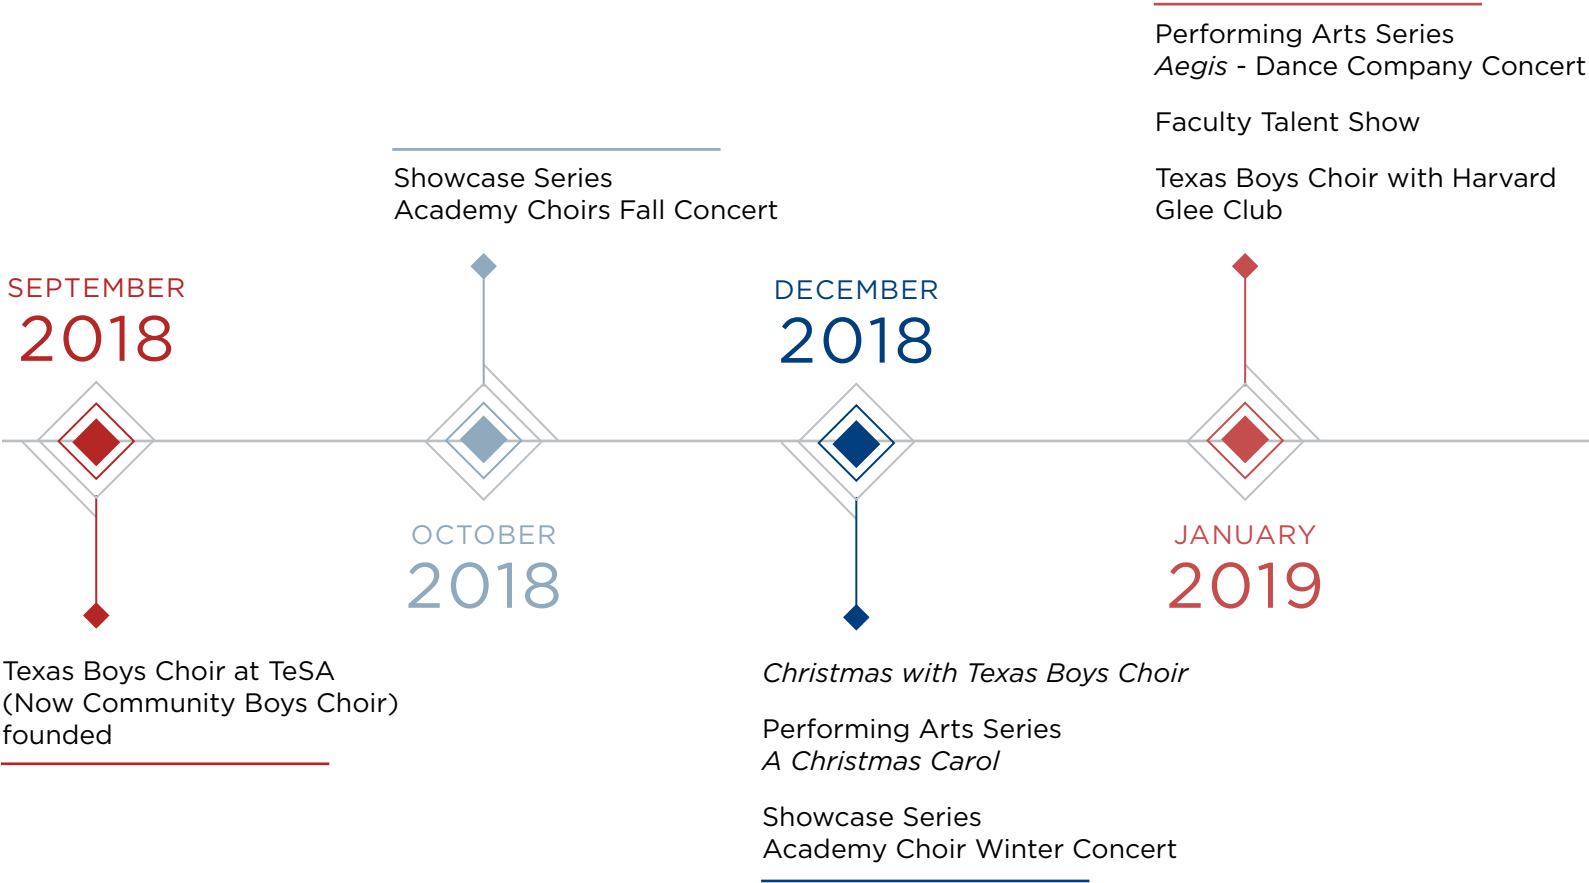 SEPTEMBER
2018
Texas Boys Choir at TeSA
(Now Community Boys Choir)
founded
Showcase Series
Academy Choirs Fall Concert
OCTOBER
2018
DECEMBER
2018
Christmas with Texas Boys Choir
Performing Arts Series
A Christmas Carol
Showcase Series
Academy Choir Winter Concert
Performing Arts Series
Aegis - Dance Company Concert
Faculty Talent Show
Texas Boys Choir with Harvard
Glee Club
JANUARY
2019